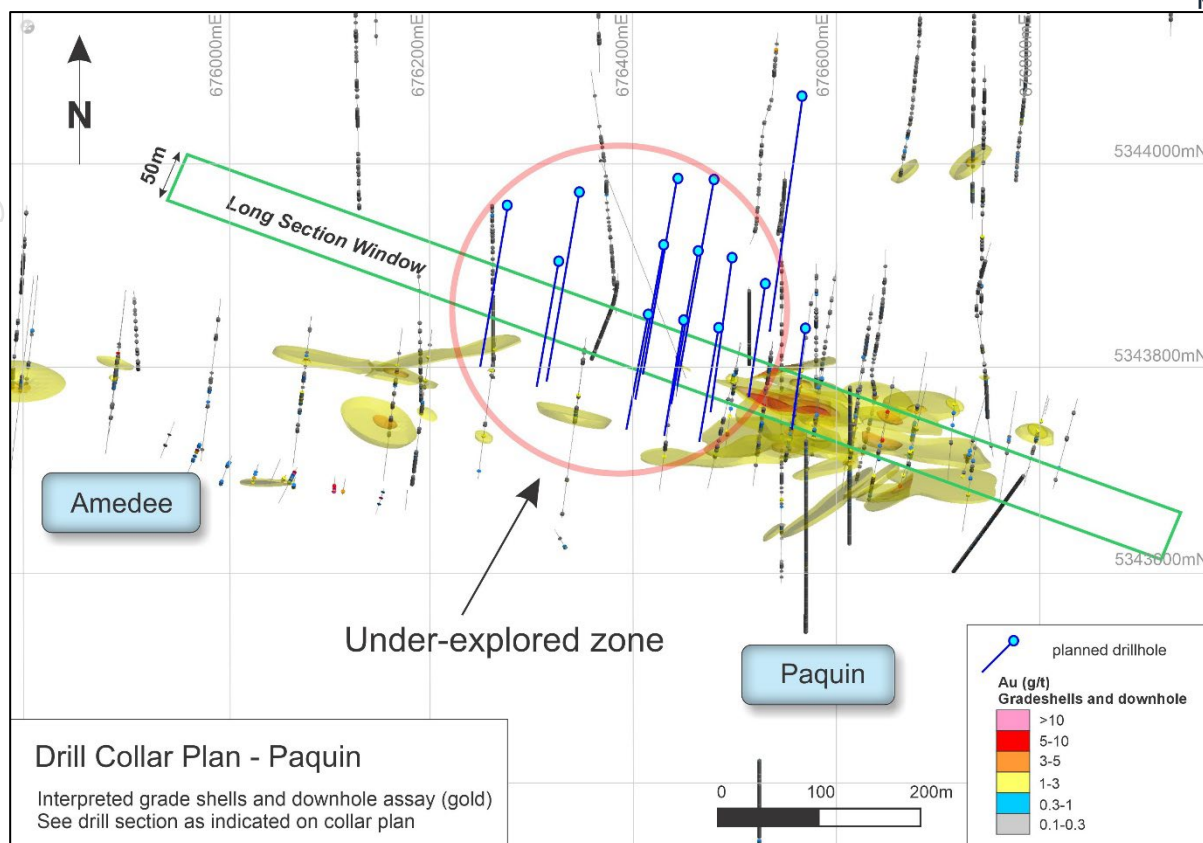 676000mE
676200mE
676400mE
676600mE
N
5344000mN
50m
Long Section Window
5343800mN
Amedee
5343600mN
Under-explored zone
Paquin
planned drillhole
Au (g/t)
Gradeshells and downhole
>10
5-10
3-5
1-3
0.3-1
0.1-0.3
Drill Collar Plan - Paquin
Interpreted grade shells and downhole assay (gold)
See drill section as indicated on collar plan
0 100 200m